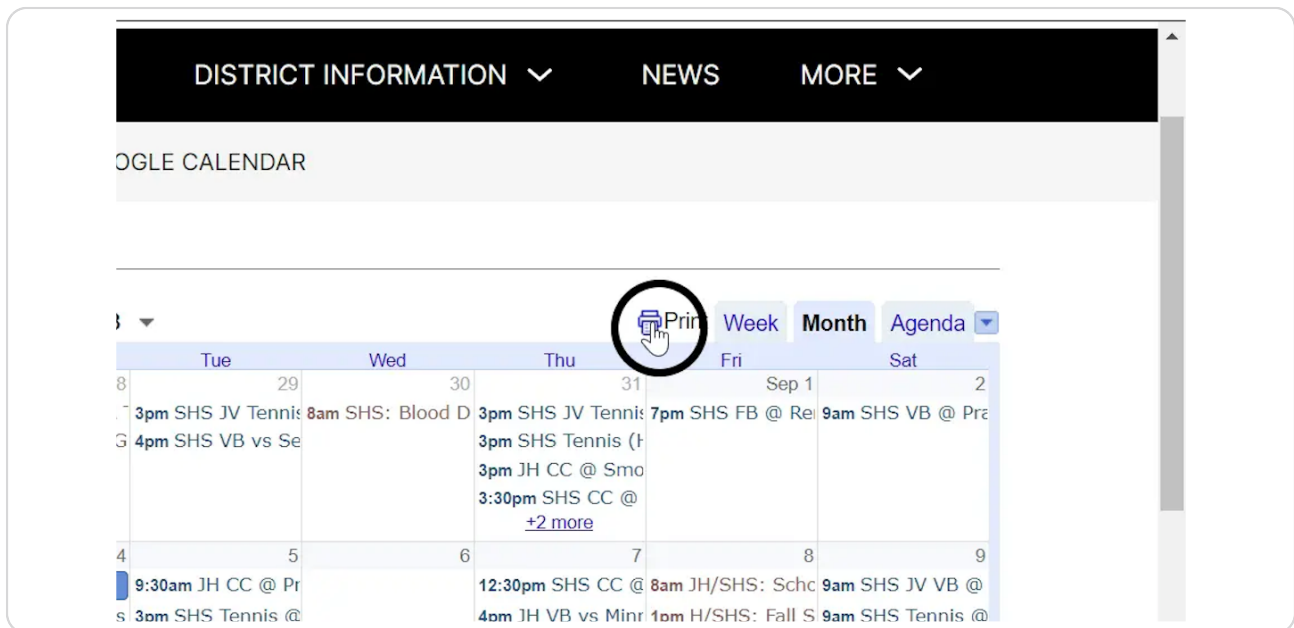 DISTRICT INFORMATION NEWS MORE
OGLE CALENDAR
Print Week Month Agenda
Tue Wed Thu Fri Sat
8 29 30 31 Sep 1 2
3pm SHS JV Tennis 8am SHS: Blood D 3pm SHS JV Tennis 7pm SHS FB @ Re 9am SHS VB @ Pra
G 4pm SHS VB vs Se 3pm SHS Tennis (H
3pm JH CC @ Smo
3:30pm SHS CC @
+2 more
4 5 6 7 8 9
9:30am JH CC @ Pr 12:30pm SHS CC @ 8am JH/SHS: Scho 9am SHS JV VB @
s 3pm SHS Tennis @ 4pm JH VB vs Minn 1pm H/SHS: Fall S 9am SHS Tennis @